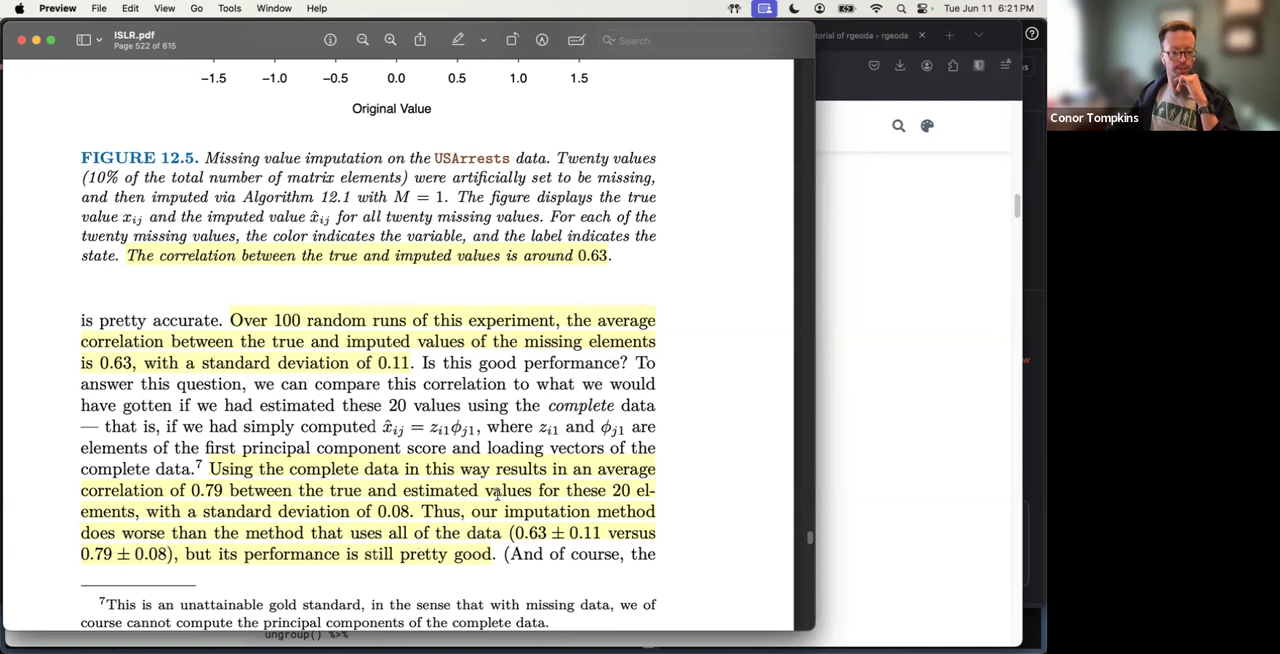 Preview File Edit View Go Tools Window Help
Tue Jun 11 6:21 PM
ISLR.pdf
Page 522 of 615
Search
torial of rgeoda · rgeoda
−1.5 −1.0 −0.5 0.0 0.5 1.0 1.5
Original Value
FIGURE 12.5. Missing value imputation on the USArrests data. Twenty values
(10% of the total number of matrix elements) were artificially set to be missing,
and then imputed via Algorithm 12.1 with M = 1. The figure displays the true
value xij and the imputed value x̂ij for all twenty missing values. For each of the
twenty missing values, the color indicates the variable, and the label indicates the
state. The correlation between the true and imputed values is around 0.63.
is pretty accurate. Over 100 random runs of this experiment, the average
correlation between the true and imputed values of the missing elements
is 0.63, with a standard deviation of 0.11. Is this good performance? To
answer this question, we can compare this correlation to what we would
have gotten if we had estimated these 20 values using the complete data
— that is, if we had simply computed x̂ij = zi1ϕj1, where zi1 and ϕj1 are
elements of the first principal component score and loading vectors of the
complete data.7 Using the complete data in this way results in an average
correlation of 0.79 between the true and estimated values for these 20 el-
ements, with a standard deviation of 0.08. Thus, our imputation method
does worse than the method that uses all of the data (0.63 ± 0.11 versus
0.79 ± 0.08), but its performance is still pretty good. (And of course, the
7This is an unattainable gold standard, in the sense that with missing data, we of
course cannot compute the principal components of the complete data.
ungroup() %>%
Conor Tompkins